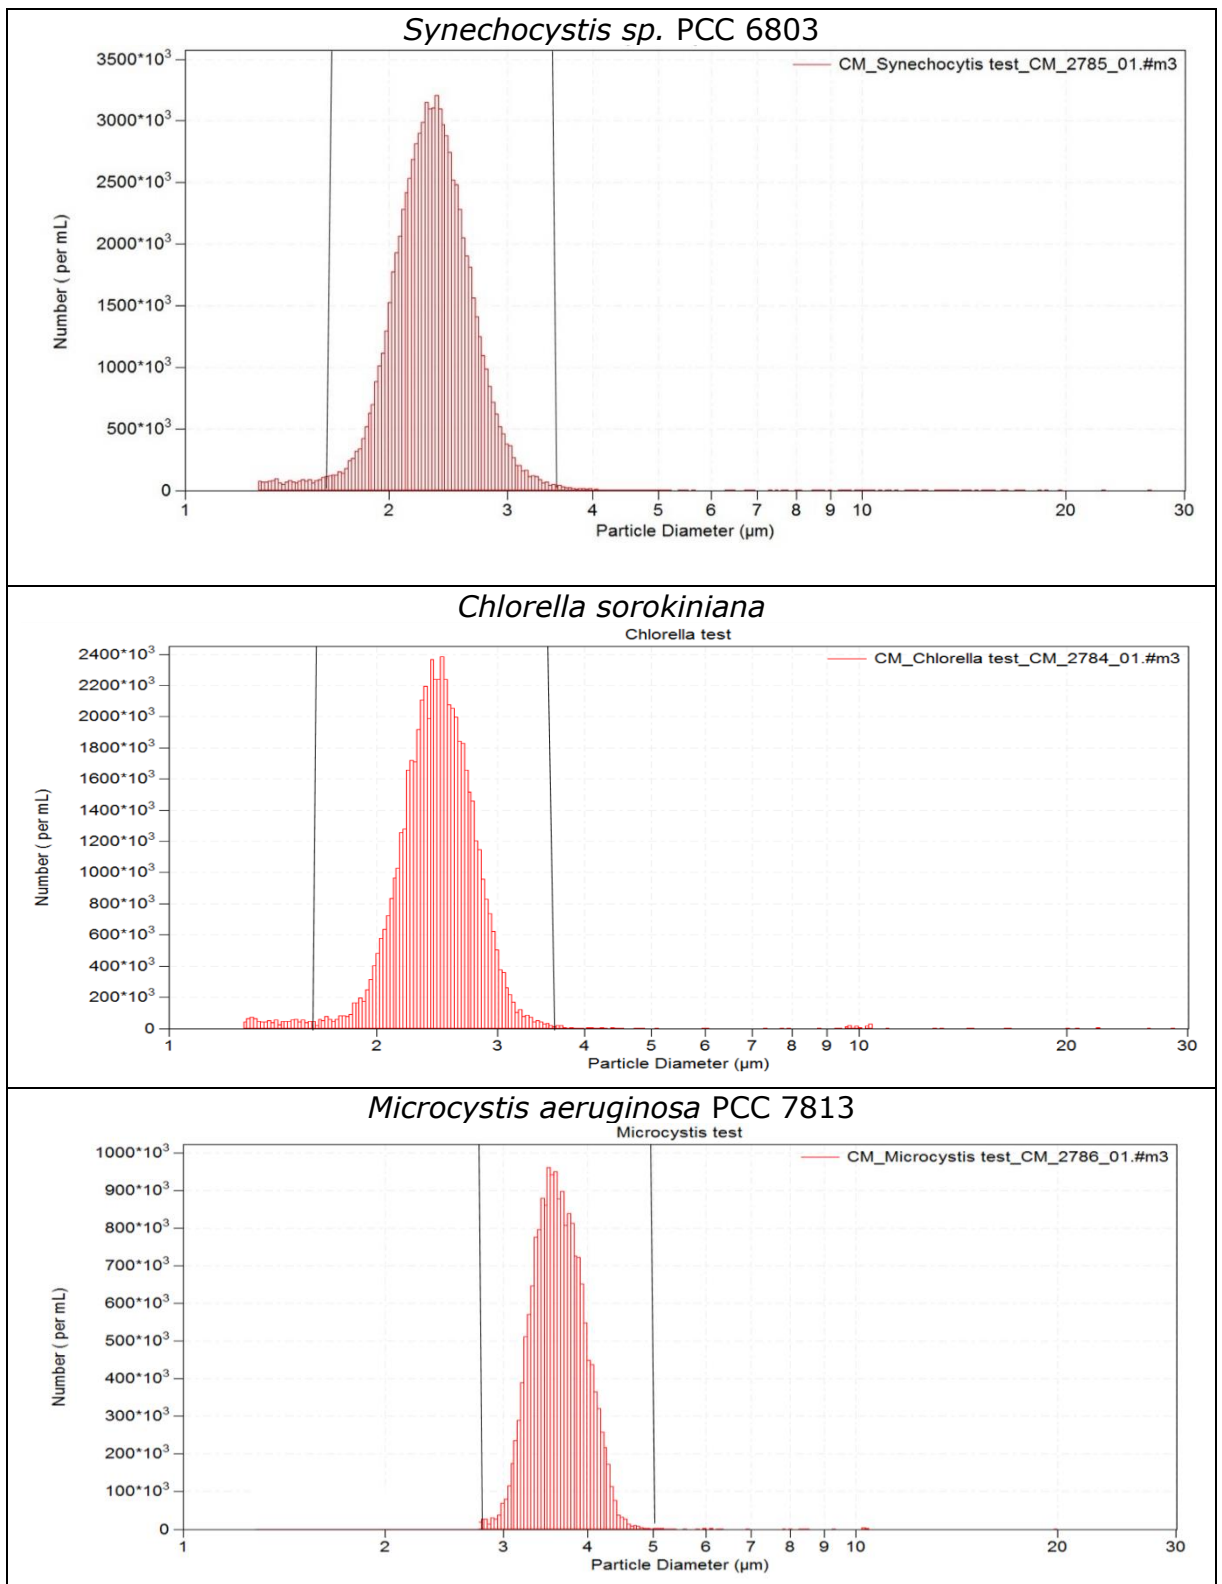 Synechocystis sp. PCC 6803
CM_Synechocytis test_CM_2785_01.#m3
3500*10³
3000*10³
2500*10³
2000*10³
1500*10³
1000*10³
500*10³
0
Number ( per mL)
1 2 3 4 5 6 7 8 9 10 20 30
Particle Diameter (µm)
Chlorella sorokiniana
Chlorella test
CM_Chlorella test_CM_2784_01.#m3
2400*10³
2200*10³
2000*10³
1800*10³
1600*10³
1400*10³
1200*10³
1000*10³
800*10³
600*10³
400*10³
200*10³
0
Number ( per mL)
1 2 3 4 5 6 7 8 9 10 20 30
Particle Diameter (µm)
Microcystis aeruginosa PCC 7813
Microcystis test
CM_Microcystis test_CM_2786_01.#m3
1000*10³
900*10³
800*10³
700*10³
600*10³
500*10³
400*10³
300*10³
200*10³
100*10³
0
Number ( per mL)
1 2 3 4 5 6 7 8 9 10 20 30
Particle Diameter (µm)